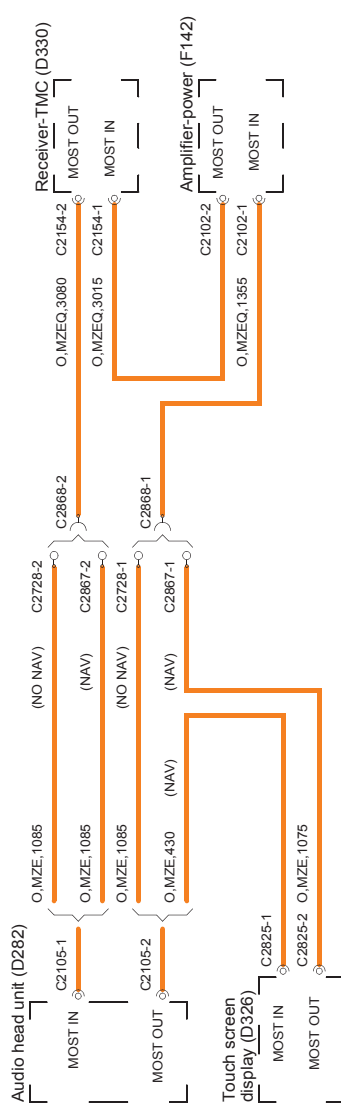 Audio head unit (D282)
MOST IN
MOST OUT
C2105-1
C2105-2
O,MZE,1085
O,MZE,1085
O,MZE,1085
O,MZE,430
(NO NAV)
(NAV)
(NO NAV)
(NAV)
(NAV)
C2728-2
C2867-2
C2728-1
C2867-1
C2868-2
C2868-1
O,MZEQ,3080
O,MZEQ,3015
O,MZEQ,1355
C2154-2
C2154-1
C2102-2
C2102-1
Receiver-TMC (D330)
MOST OUT
MOST IN
Amplifier-power (F142)
MOST OUT
MOST IN
Touch screen
display (D326)
MOST IN
MOST OUT
C2825-1
C2825-2
O,MZE,1075